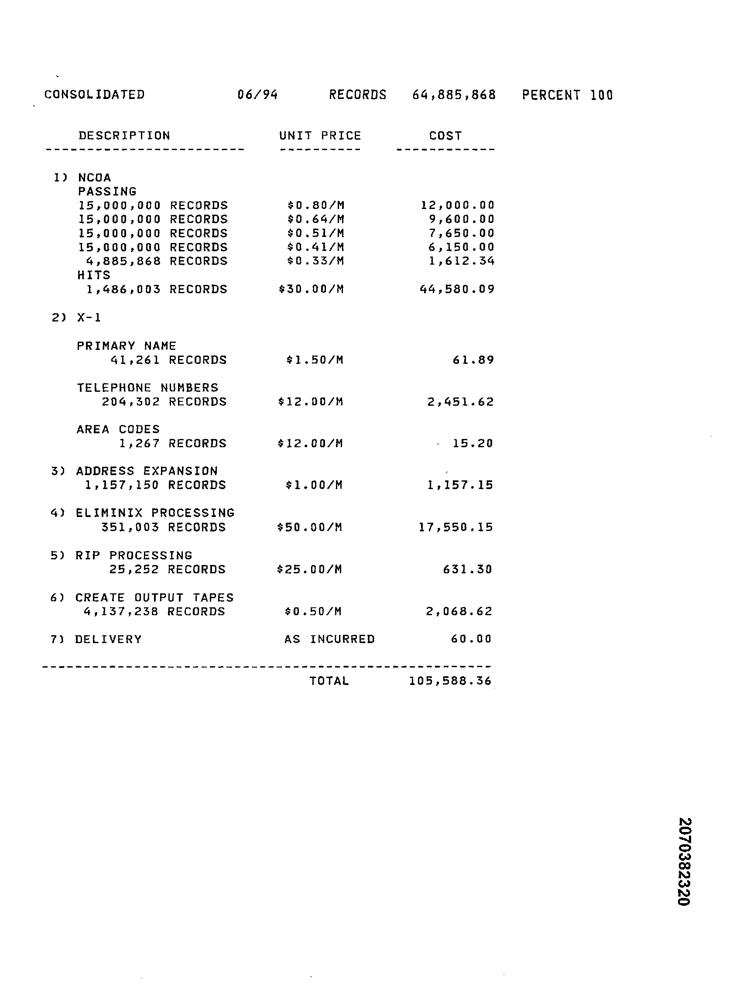 CONSOLIDATED 06/94 RECORDS 64,885,868 PERCENT 100
DESCRIPTION UNIT PRICE COST
1) NCOA
PASSING
15,000,000 RECORDS $0.80/M 12,000.00
15,000,000 RECORDS $0.64/M 9,600.00
15,000,000 RECORDS $0.51/M 7,650.00
15,000,000 RECORDS $0.41/M 6,150.00
4,885,868 RECORDS $0.33/M 1,612.34
HITS
1,486,003 RECORDS $30.00/M 44,580.09
2) X-1
PRIMARY NAME
41,261 RECORDS $1.50/M 61.89
TELEPHONE NUMBERS
204,302 RECORDS $12.00/M 2,451.62
AREA CODES
1,267 RECORDS $12.00/M 15.20
3) ADDRESS EXPANSION
1,157,150 RECORDS $1.00/M 1,157.15
4) ELIMINIX PROCESSING
351,003 RECORDS $50.00/M 17,550.15
5) RIP PROCESSING
25,252 RECORDS $25.00/M 631.30
6) CREATE OUTPUT TAPES
4,137,238 RECORDS $0.50/M 2,068.62
7) DELIVERY AS INCURRED 60.00
TOTAL 105,588.36
2070382320